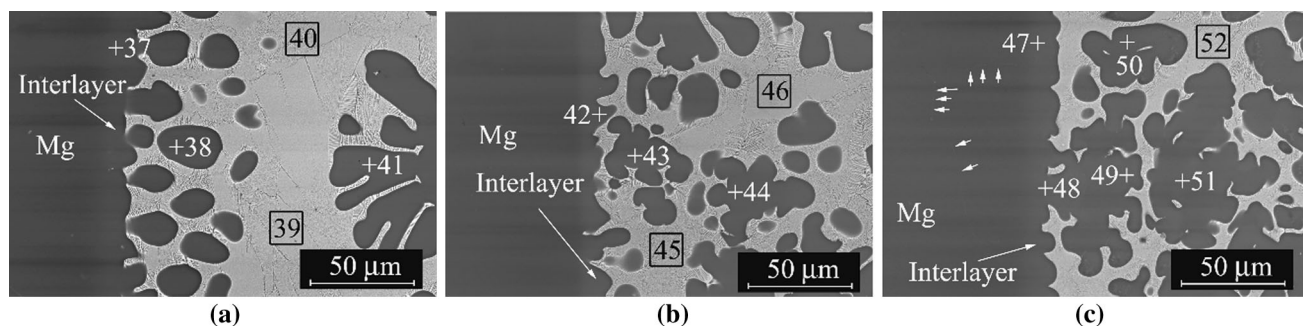 +37
40
Interlayer
Mg
+38
+41
39
50 μm
(a)
46
42+
Mg
+43
Interlayer
+44
45
50 μm
(b)
47+
+
50
52
Mg
+48
49+
+51
Interlayer
50 μm
(c)